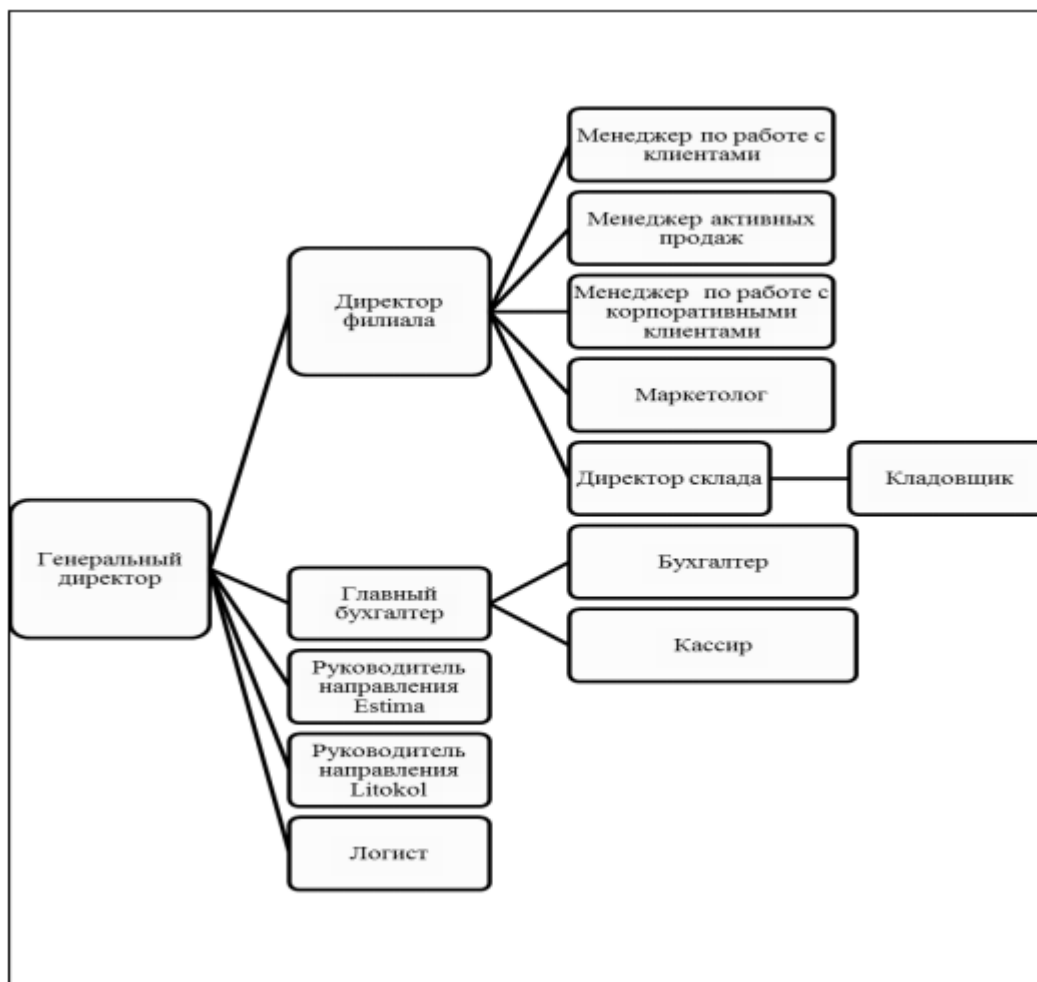 Менеджер по работе с
клиентами
Менеджер активных
продаж
Менеджер по работе с
корпоративными
клиентами
Маркетолог
Директор склада
Кладовщик
Директор
филиала
Генеральный
директор
Главный
бухгалтер
Бухгалтер
Кассир
Руководитель
направления
Estima
Руководитель
направления
Litokol
Логист